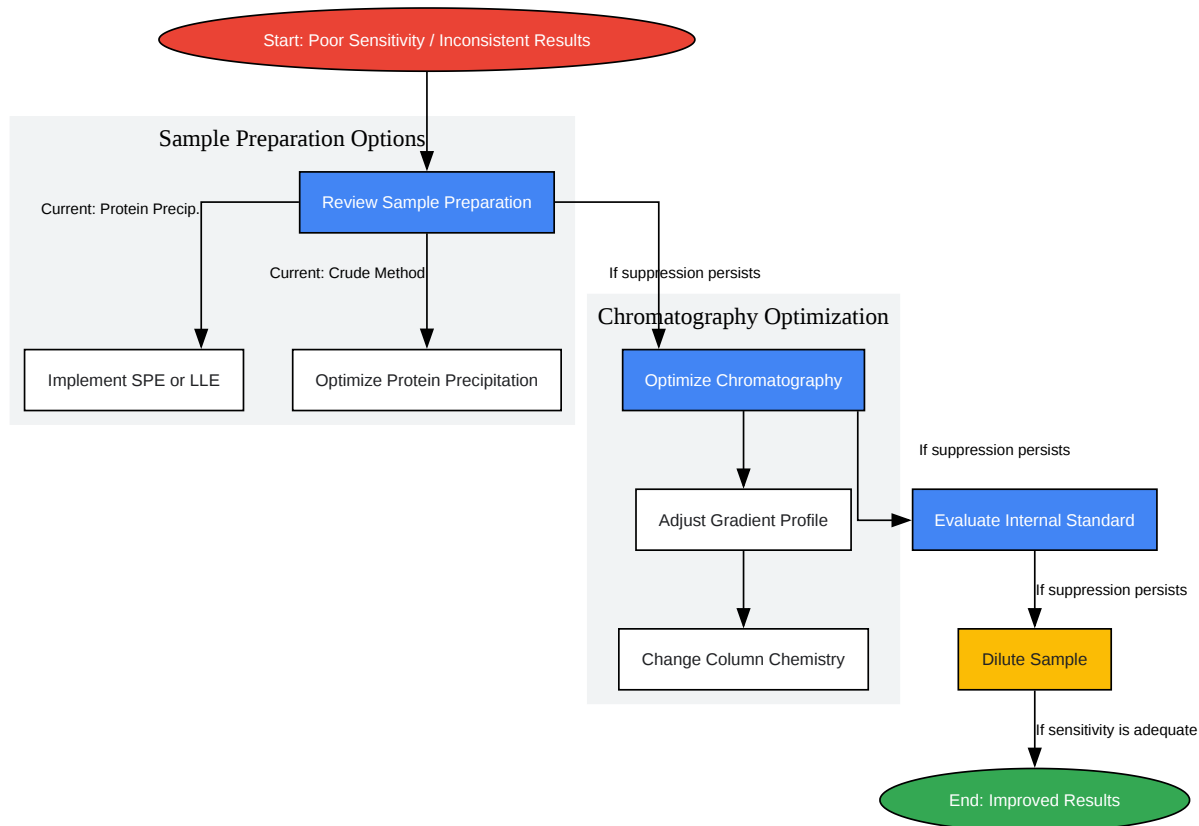 Start: Poor Sensitivity / Inconsistent Results
Sample Preparation Options
Review Sample Preparation
Current: Protein Precip.
Current: Crude Method
If suppression persists
Chromatography Optimization
Implement SPE or LLE
Optimize Protein Precipitation
Optimize Chromatography
If suppression persists
Adjust Gradient Profile
Evaluate Internal Standard
If suppression persists
Change Column Chemistry
Dilute Sample
If sensitivity is adequate
End: Improved Results